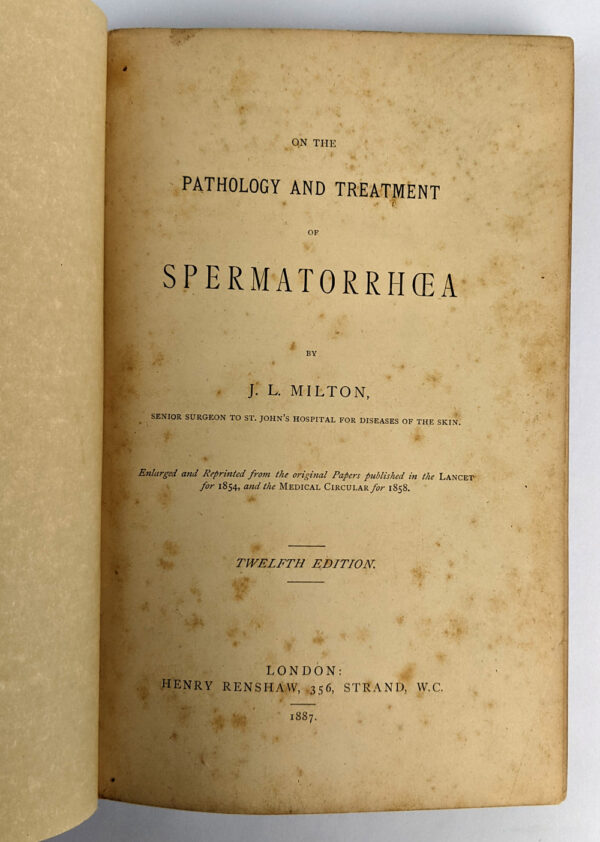 ON THE
PATHOLOGY AND TREATMENT
OF
SPERMATORRHŒA
BY
J. L. MILTON,
SENIOR SURGEON TO ST. JOHN'S HOSPITAL FOR DISEASES OF THE SKIN.
Enlarged and Reprinted from the original Papers published in the LANCET
for 1854, and the MEDICAL CIRCULAR for 1858.
TWELFTH EDITION.
LONDON:
HENRY RENSHAW, 356, STRAND, W.C.
1887.